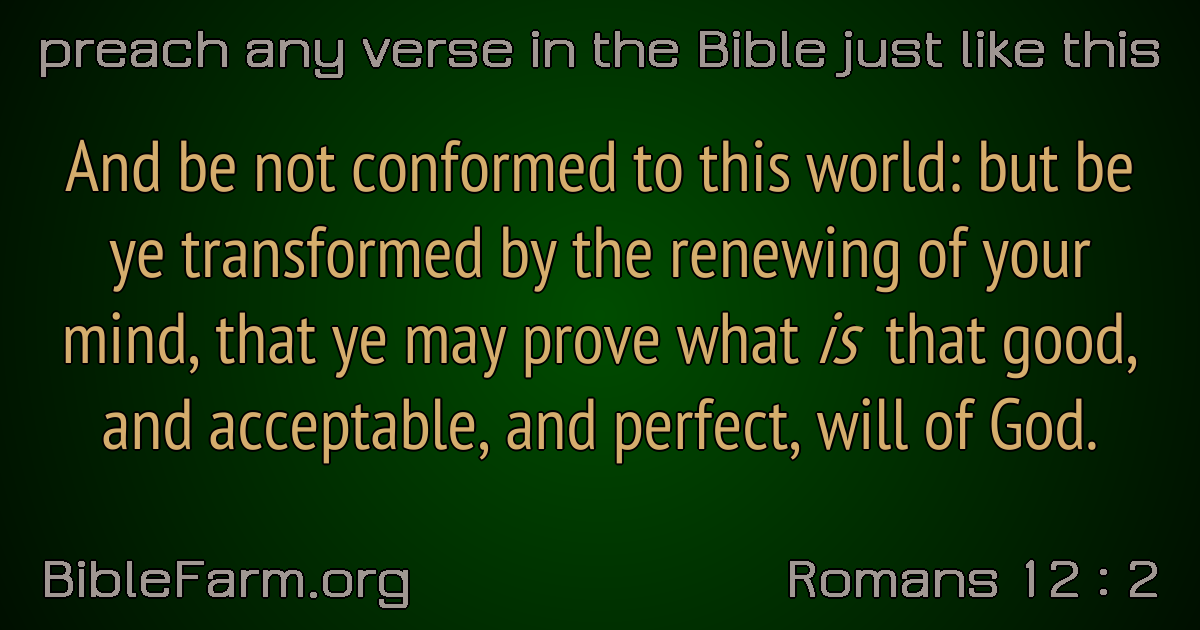 preach any verse in the Bible just like this
And be not conformed to this world: but be
ye transformed by the renewing of your
mind, that ye may prove what is that good,
and acceptable, and perfect, will of God.
BibleFarm.org
Romans 12 : 2